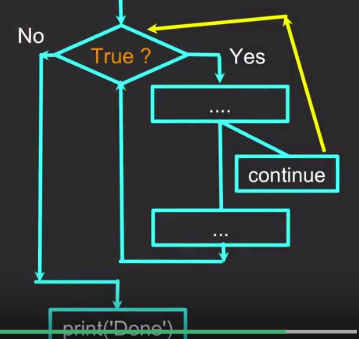 No
True ?
Yes
....
continue
...
print('Done')